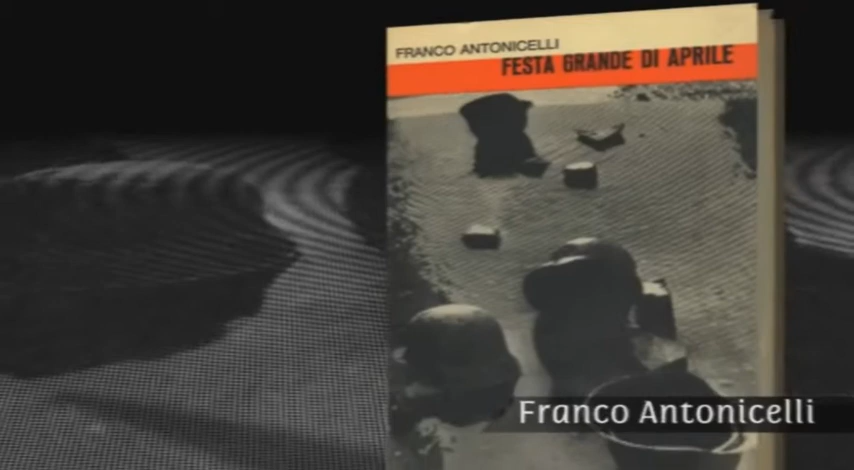 FRANCO ANTONICELLI
FESTA GRANDE DI APRILE
Franco Antonicelli